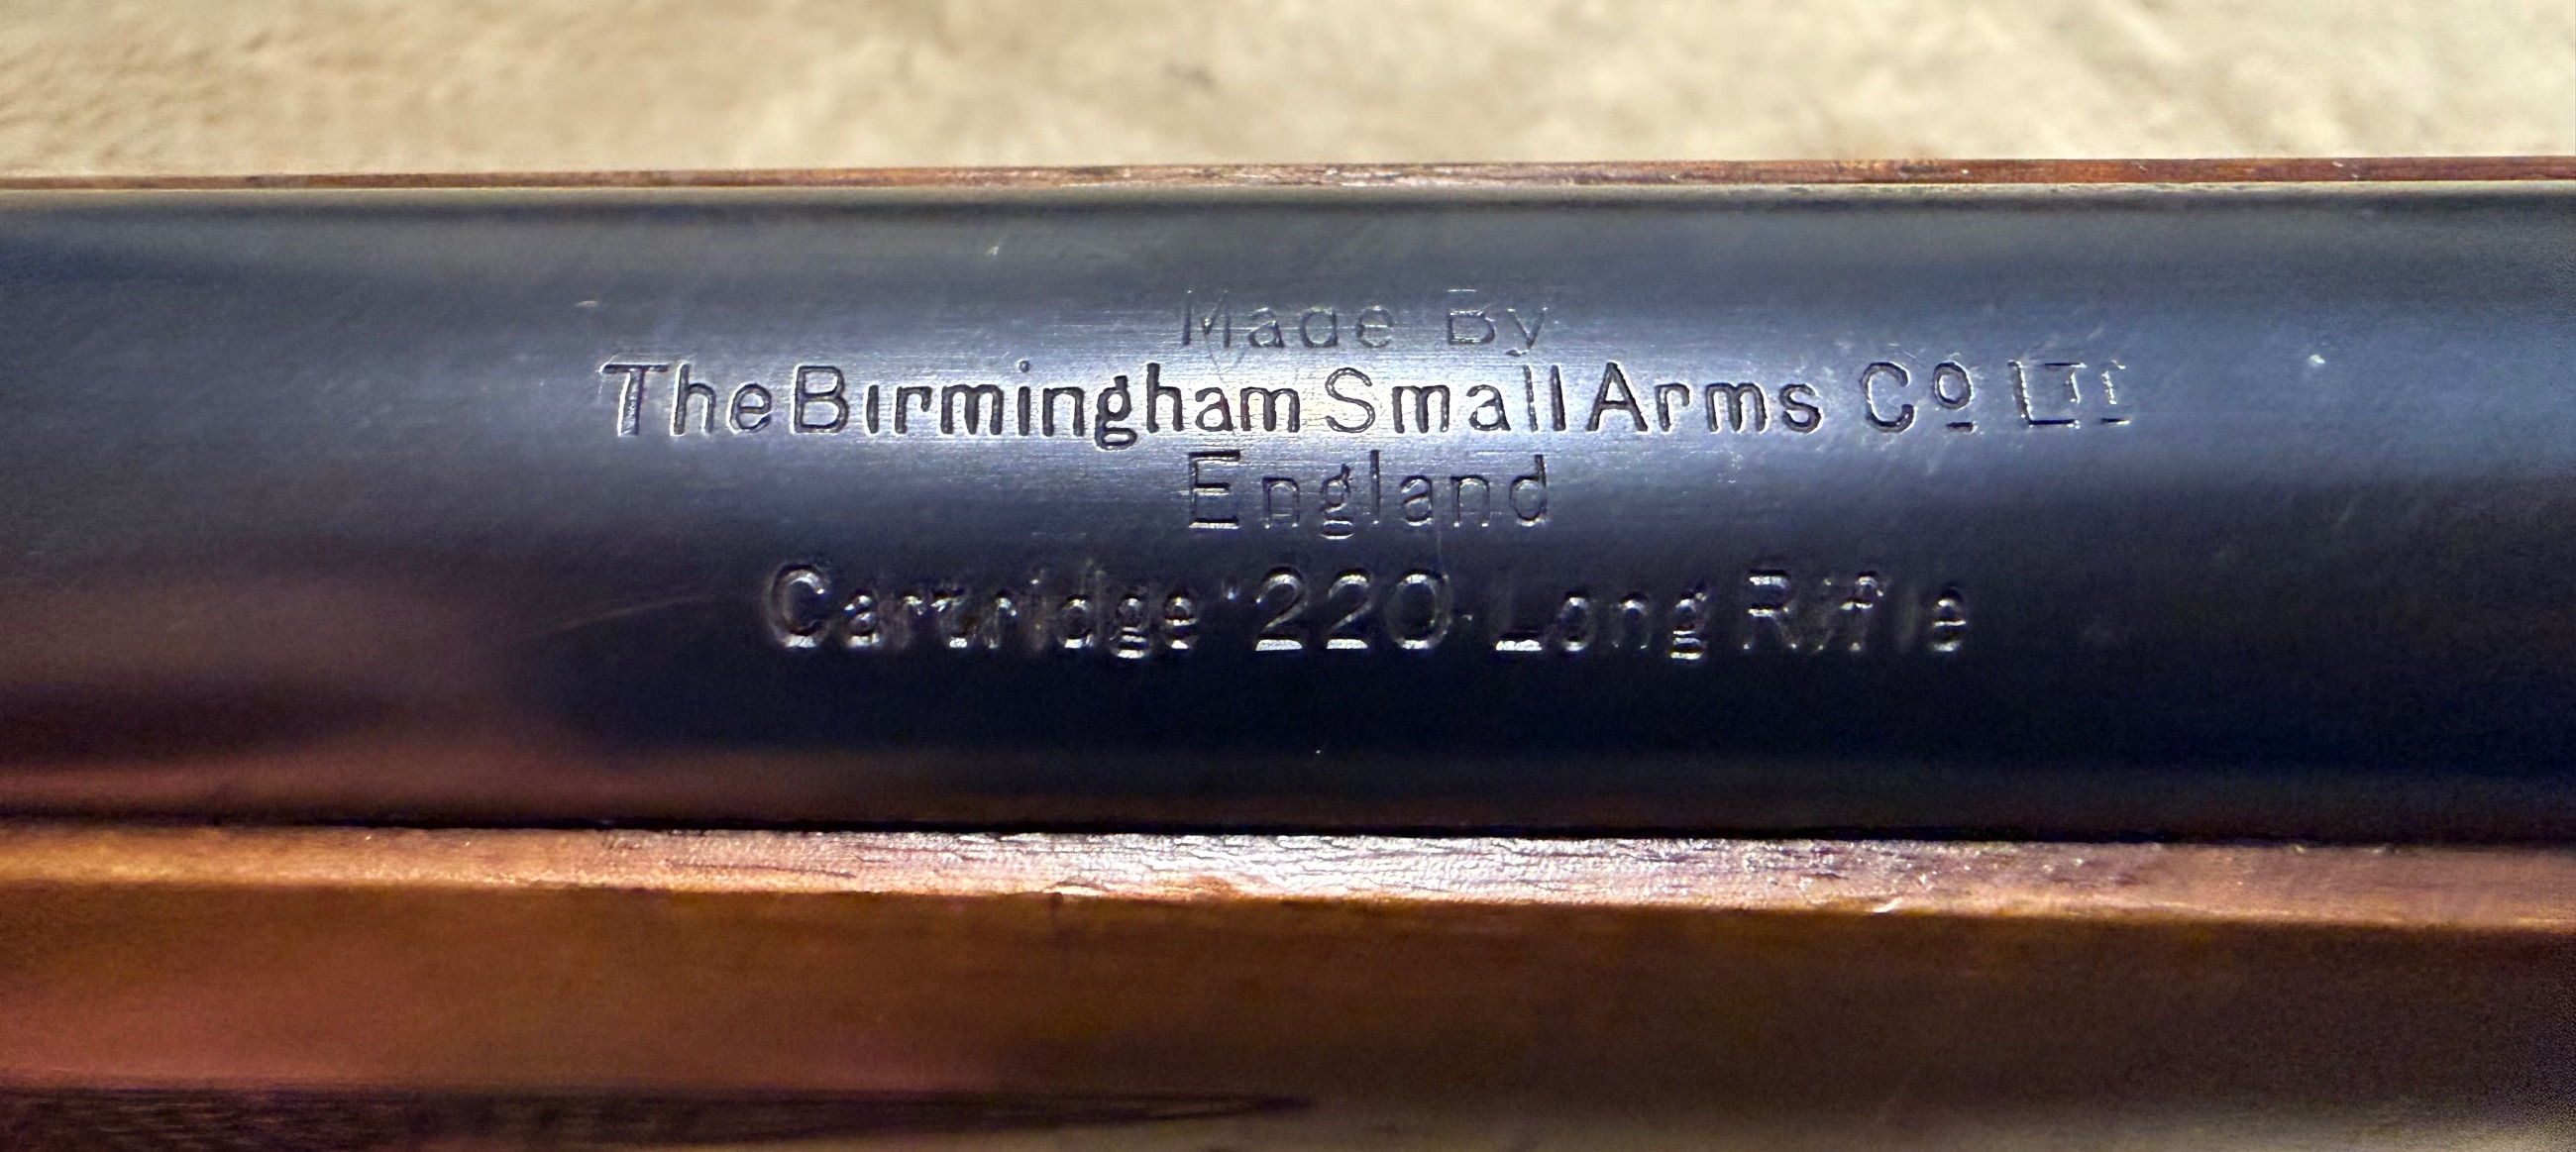 Made By
The Birmingham Small Arms Cº LTD
England
Cartridge ·220 Long Rifle